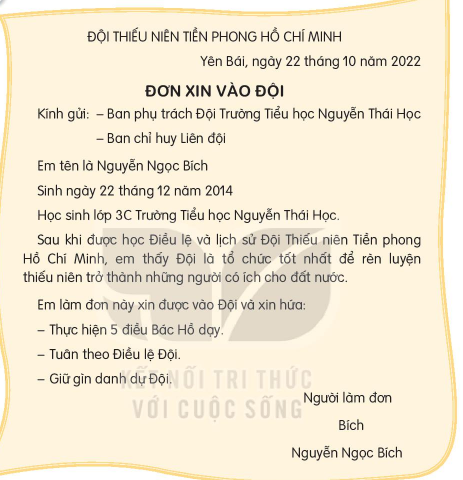 ĐỘI THIẾU NIÊN TIỀN PHONG HỒ CHÍ MINH
Yên Bái, ngày 22 tháng 10 năm 2022
ĐƠN XIN VÀO ĐỘI
Kính gửi: – Ban phụ trách Đội Trường Tiểu học Nguyễn Thái Học
– Ban chỉ huy Liên đội
Em tên là Nguyễn Ngọc Bích
Sinh ngày 22 tháng 12 năm 2014
Học sinh lớp 3C Trường Tiểu học Nguyễn Thái Học.
Sau khi được học Điều lệ và lịch sử Đội Thiếu niên Tiền phong
Hồ Chí Minh, em thấy Đội là tổ chức tốt nhất để rèn luyện
thiếu niên trở thành những người có ích cho đất nước.
Em làm đơn này xin được vào Đội và xin hứa:
– Thực hiện 5 điều Bác Hồ dạy.
– Tuân theo Điều lệ Đội.
– Giữ gìn danh dự Đội.
KẾT NỐI TRI THỨC
VỚI CUỘC SỐNG
Người làm đơn
Bích
Nguyễn Ngọc Bích